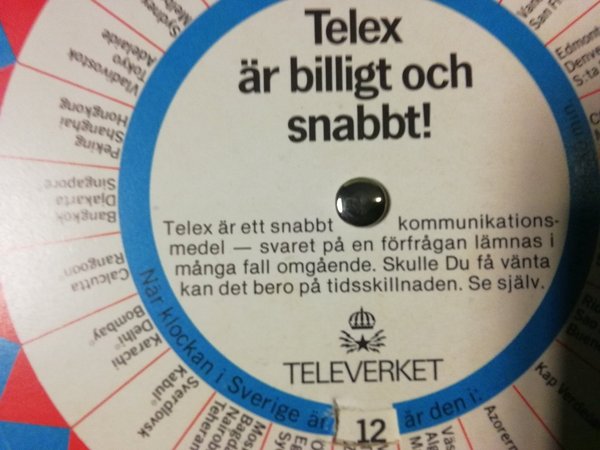 Telex
är billigt och
snabbt!
Telex är ett snabbt kommunikations-
medel — svaret på en förfrågan lämnas i
många fall omgående. Skulle Du få vänta
kan det bero på tidsskillnaden. Se själv.
TELEVERKET
När klockan i Sverige är 12 är den i:
Sydney
Adelaide
Tokyo
Vladivostok
Hongkong
Shanghai
Peking
Singapore
Djakarta
Bangkok
Rangoon
Calcutta
Bombay
Delhi
Karachi
Kabul
Sverdlovsk
Teheran
Azorerna
Kap Verde